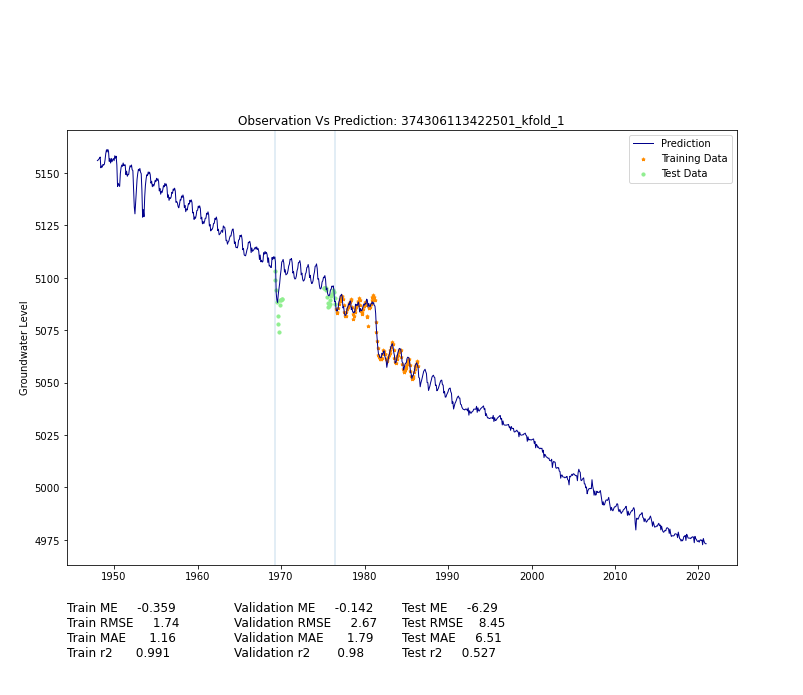 Observation Vs Prediction: 374306113422501_kfold_1
Prediction
Training Data
Test Data
Groundwater Level
5150
5125
5100
5075
5050
5025
5000
4975
1950 1960 1970 1980 1990 2000 2010 2020
Train ME -0.359 Validation ME -0.142 Test ME -6.29
Train RMSE 1.74 Validation RMSE 2.67 Test RMSE 8.45
Train MAE 1.16 Validation MAE 1.79 Test MAE 6.51
Train r2 0.991 Validation r2 0.98 Test r2 0.527